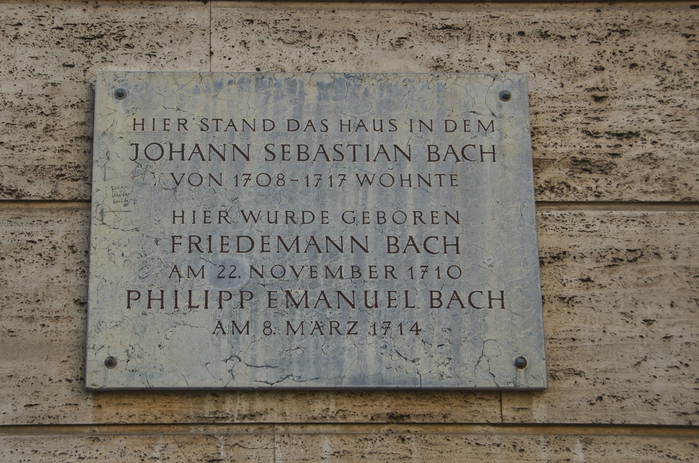 HIER STAND DAS HAUS IN DEM
JOHANN SEBASTIAN BACH
VON 1708-1717 WOHNTE
HIER WURDE GEBOREN
FRIEDEMANN BACH
AM 22. NOVEMBER 1710
PHILIPP EMANUEL BACH
AM 8. MÄRZ 1714